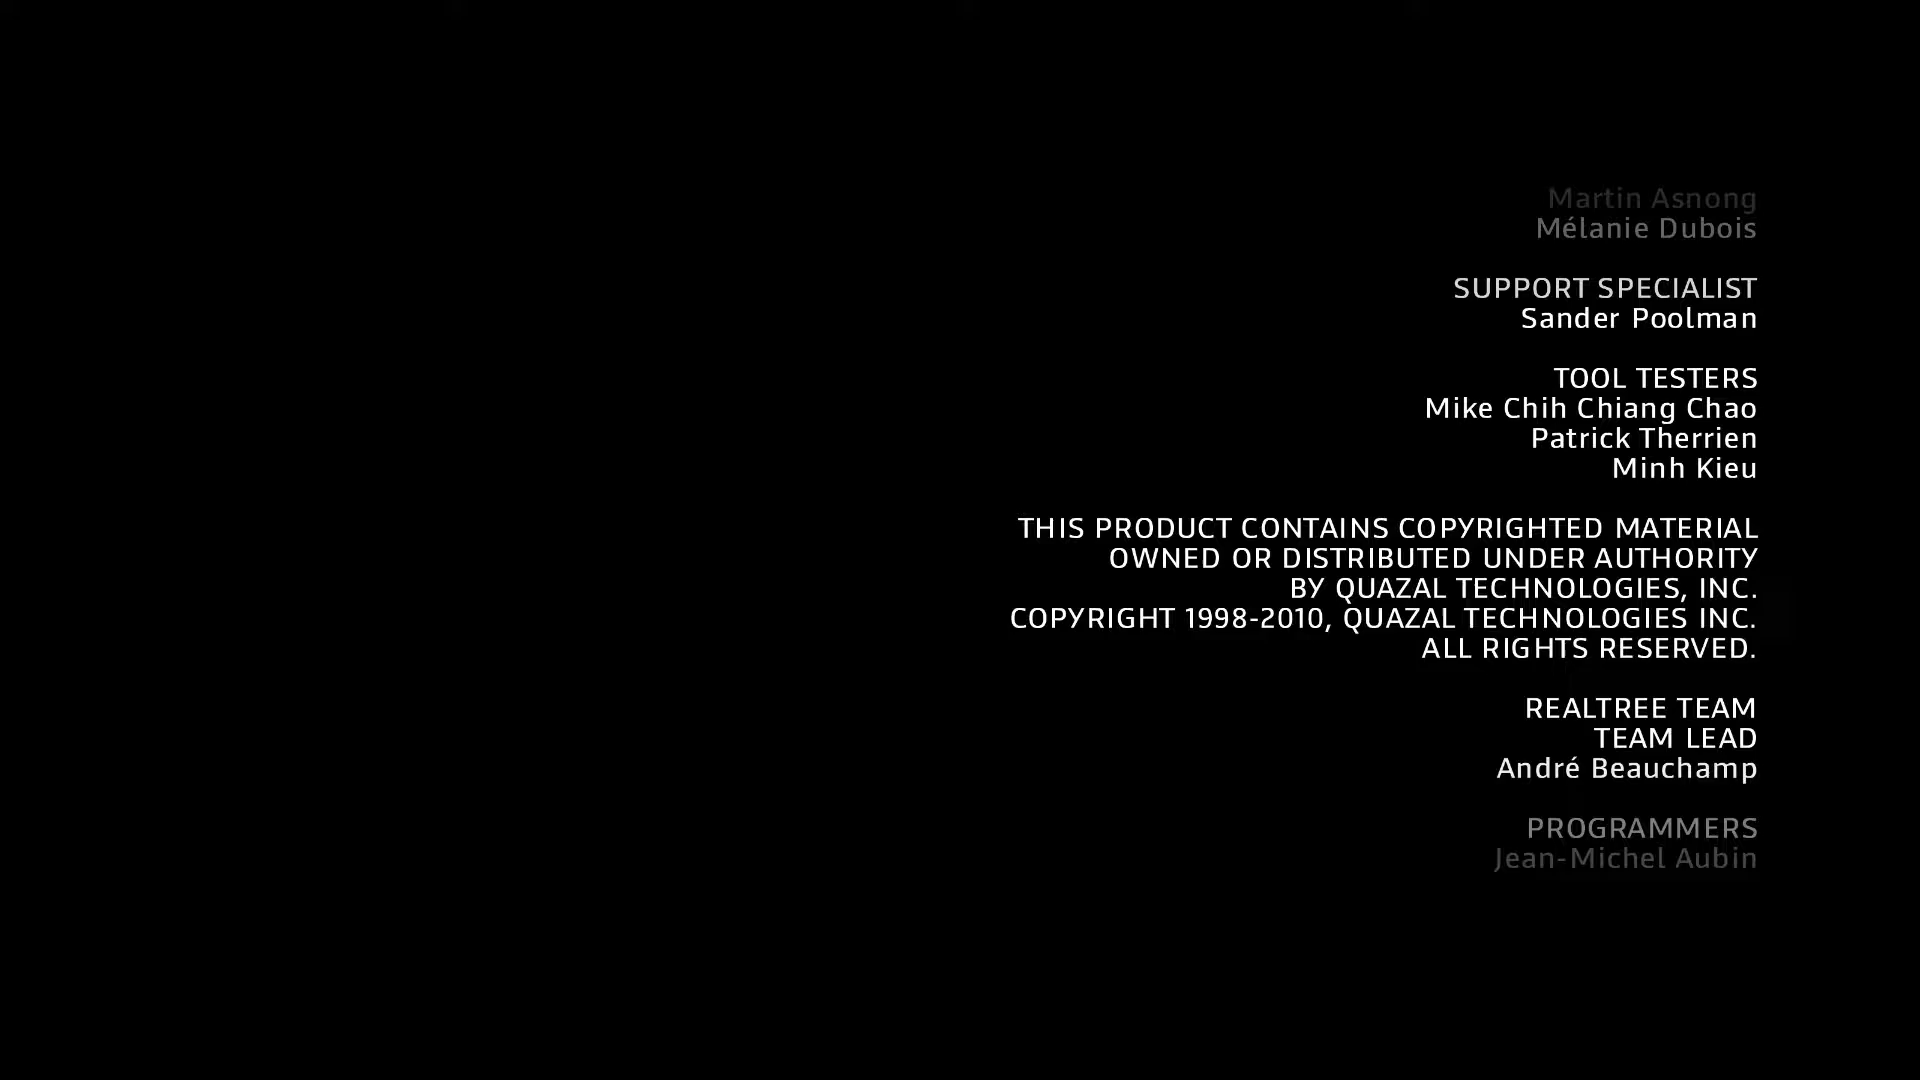 Martin Asnong
Mélanie Dubois
SUPPORT SPECIALIST
Sander Poolman
TOOL TESTERS
Mike Chih Chiang Chao
Patrick Therrien
Minh Kieu
THIS PRODUCT CONTAINS COPYRIGHTED MATERIAL
OWNED OR DISTRIBUTED UNDER AUTHORITY
BY QUAZAL TECHNOLOGIES, INC.
COPYRIGHT 1998-2010, QUAZAL TECHNOLOGIES INC.
ALL RIGHTS RESERVED.
REALTREE TEAM
TEAM LEAD
André Beauchamp
PROGRAMMERS
Jean-Michel Aubin